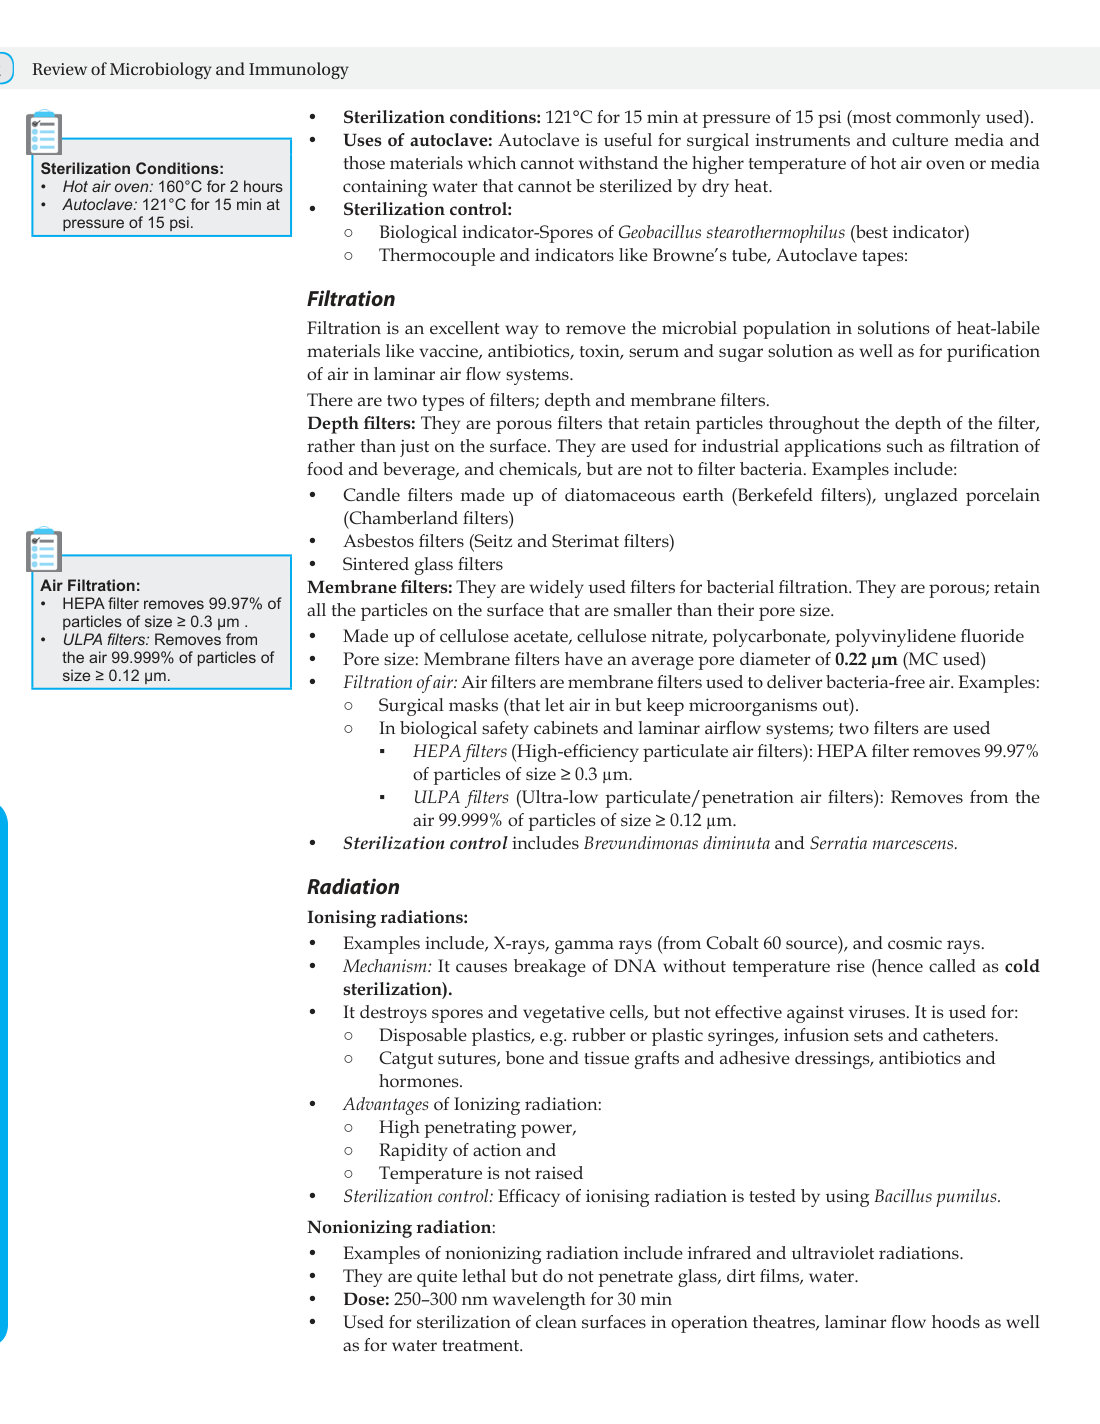 Review of Microbiology and Immunology
Sterilization Conditions:
• Hot air oven: 160°C for 2 hours
• Autoclave: 121°C for 15 min at
pressure of 15 psi.
• Sterilization conditions: 121°C for 15 min at pressure of 15 psi (most commonly used).
• Uses of autoclave: Autoclave is useful for surgical instruments and culture media and
those materials which cannot withstand the higher temperature of hot air oven or media
containing water that cannot be sterilized by dry heat.
• Sterilization control:
○ Biological indicator-Spores of Geobacillus stearothermophilus (best indicator)
○ Thermocouple and indicators like Browne’s tube, Autoclave tapes:
Filtration
Filtration is an excellent way to remove the microbial population in solutions of heat-labile
materials like vaccine, antibiotics, toxin, serum and sugar solution as well as for purification
of air in laminar air flow systems.
There are two types of filters; depth and membrane filters.
Depth filters: They are porous filters that retain particles throughout the depth of the filter,
rather than just on the surface. They are used for industrial applications such as filtration of
food and beverage, and chemicals, but are not to filter bacteria. Examples include:
• Candle filters made up of diatomaceous earth (Berkefeld filters), unglazed porcelain
(Chamberland filters)
• Asbestos filters (Seitz and Sterimat filters)
• Sintered glass filters
Air Filtration:
• HEPA filter removes 99.97% of
particles of size ≥ 0.3 µm .
• ULPA filters: Removes from
the air 99.999% of particles of
size ≥ 0.12 µm.
Membrane filters: They are widely used filters for bacterial filtration. They are porous; retain
all the particles on the surface that are smaller than their pore size.
• Made up of cellulose acetate, cellulose nitrate, polycarbonate, polyvinylidene fluoride
• Pore size: Membrane filters have an average pore diameter of 0.22 µm (MC used)
• Filtration of air: Air filters are membrane filters used to deliver bacteria-free air. Examples:
○ Surgical masks (that let air in but keep microorganisms out).
○ In biological safety cabinets and laminar airflow systems; two filters are used
▪ HEPA filters (High-efficiency particulate air filters): HEPA filter removes 99.97%
of particles of size ≥ 0.3 µm.
▪ ULPA filters (Ultra-low particulate/penetration air filters): Removes from the
air 99.999% of particles of size ≥ 0.12 µm.
• Sterilization control includes Brevundimonas diminuta and Serratia marcescens.
Radiation
Ionising radiations:
• Examples include, X-rays, gamma rays (from Cobalt 60 source), and cosmic rays.
• Mechanism: It causes breakage of DNA without temperature rise (hence called as cold
sterilization).
• It destroys spores and vegetative cells, but not effective against viruses. It is used for:
○ Disposable plastics, e.g. rubber or plastic syringes, infusion sets and catheters.
○ Catgut sutures, bone and tissue grafts and adhesive dressings, antibiotics and
hormones.
• Advantages of Ionizing radiation:
○ High penetrating power,
○ Rapidity of action and
○ Temperature is not raised
• Sterilization control: Efficacy of ionising radiation is tested by using Bacillus pumilus.
Nonionizing radiation:
• Examples of nonionizing radiation include infrared and ultraviolet radiations.
• They are quite lethal but do not penetrate glass, dirt films, water.
• Dose: 250–300 nm wavelength for 30 min
• Used for sterilization of clean surfaces in operation theatres, laminar flow hoods as well
as for water treatment.